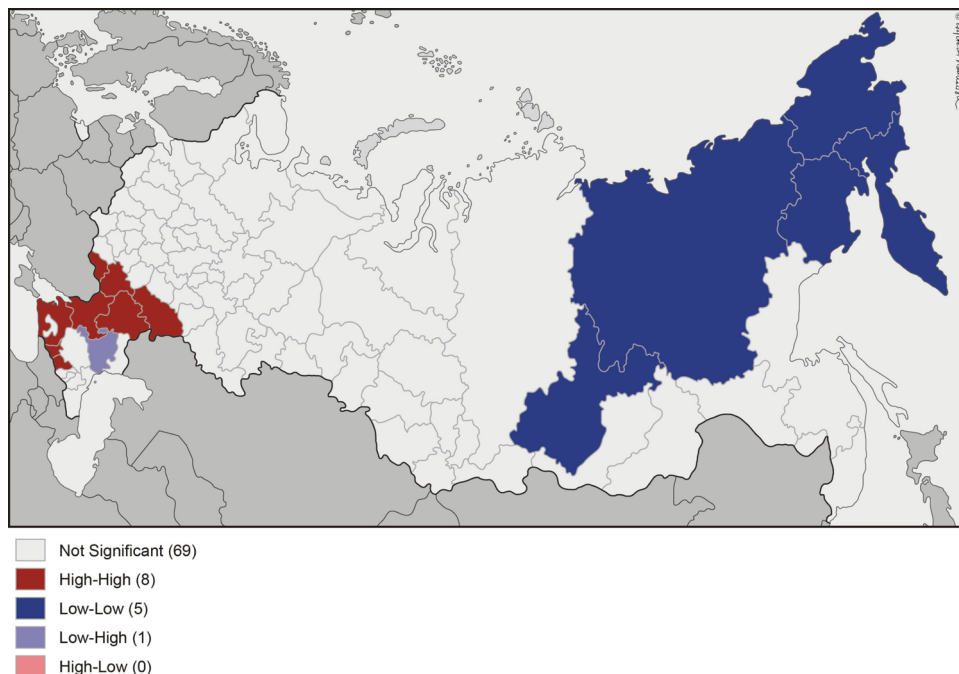 Not Significant (69)
High-High (8)
Low-Low (5)
Low-High (1)
High-Low (0)